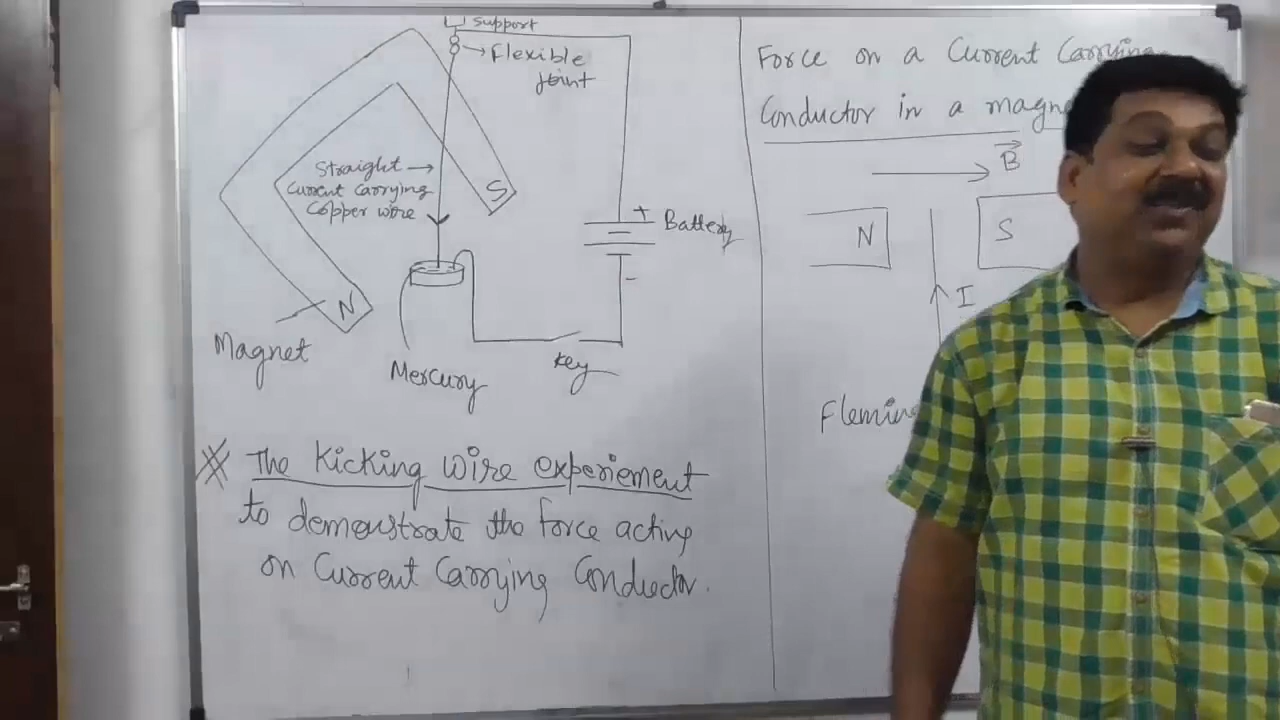 support
Flexible
joint
Straight
Current Carrying
Copper wire
S
+ Battery
-
N
Magnet
Mercury
Key
The Kicking wire experiement
to demonstrate the force acting
on Current Carrying Conductor.
Force on a Current Carrying
Conductor in a
B
N
S
I